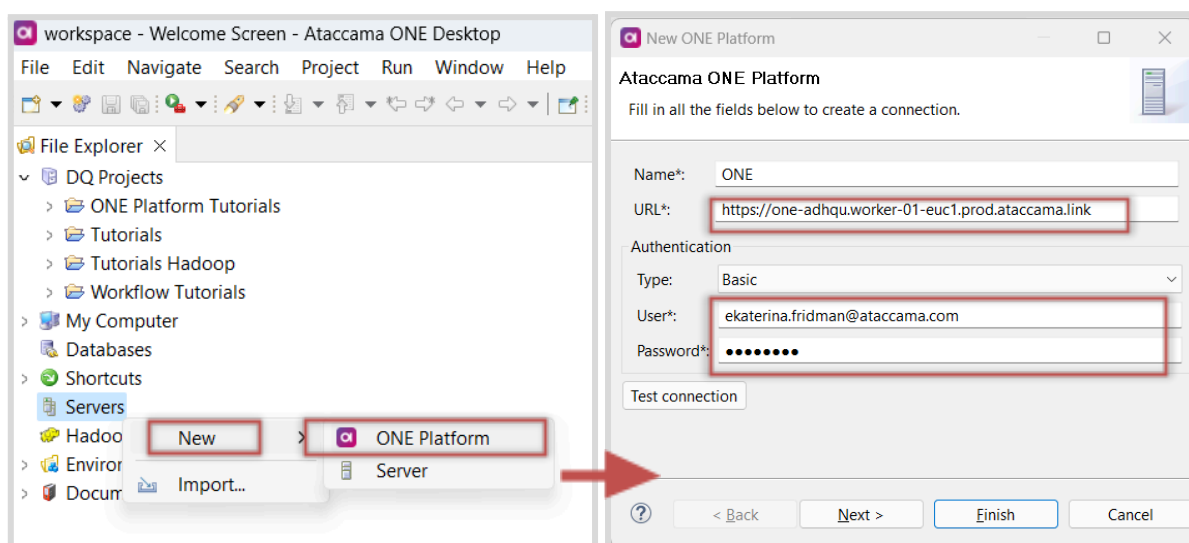 workspace - Welcome Screen - Ataccama ONE Desktop
File Edit Navigate Search Project Run Window Help
File Explorer
DQ Projects
ONE Platform Tutorials
Tutorials
Tutorials Hadoop
Workflow Tutorials
My Computer
Databases
Shortcuts
Servers
Hadoo
Enviror
Docum
New
Import...
ONE Platform
Server
New ONE Platform
Ataccama ONE Platform
Fill in all the fields below to create a connection.
Name*: ONE
URL*: https://one-adhqu.worker-01-euc1.prod.ataccama.link
Authentication
Type: Basic
User*: ekaterina.fridman@ataccama.com
Password*: ●●●●●●●●
Test connection
? < Back Next > Finish Cancel